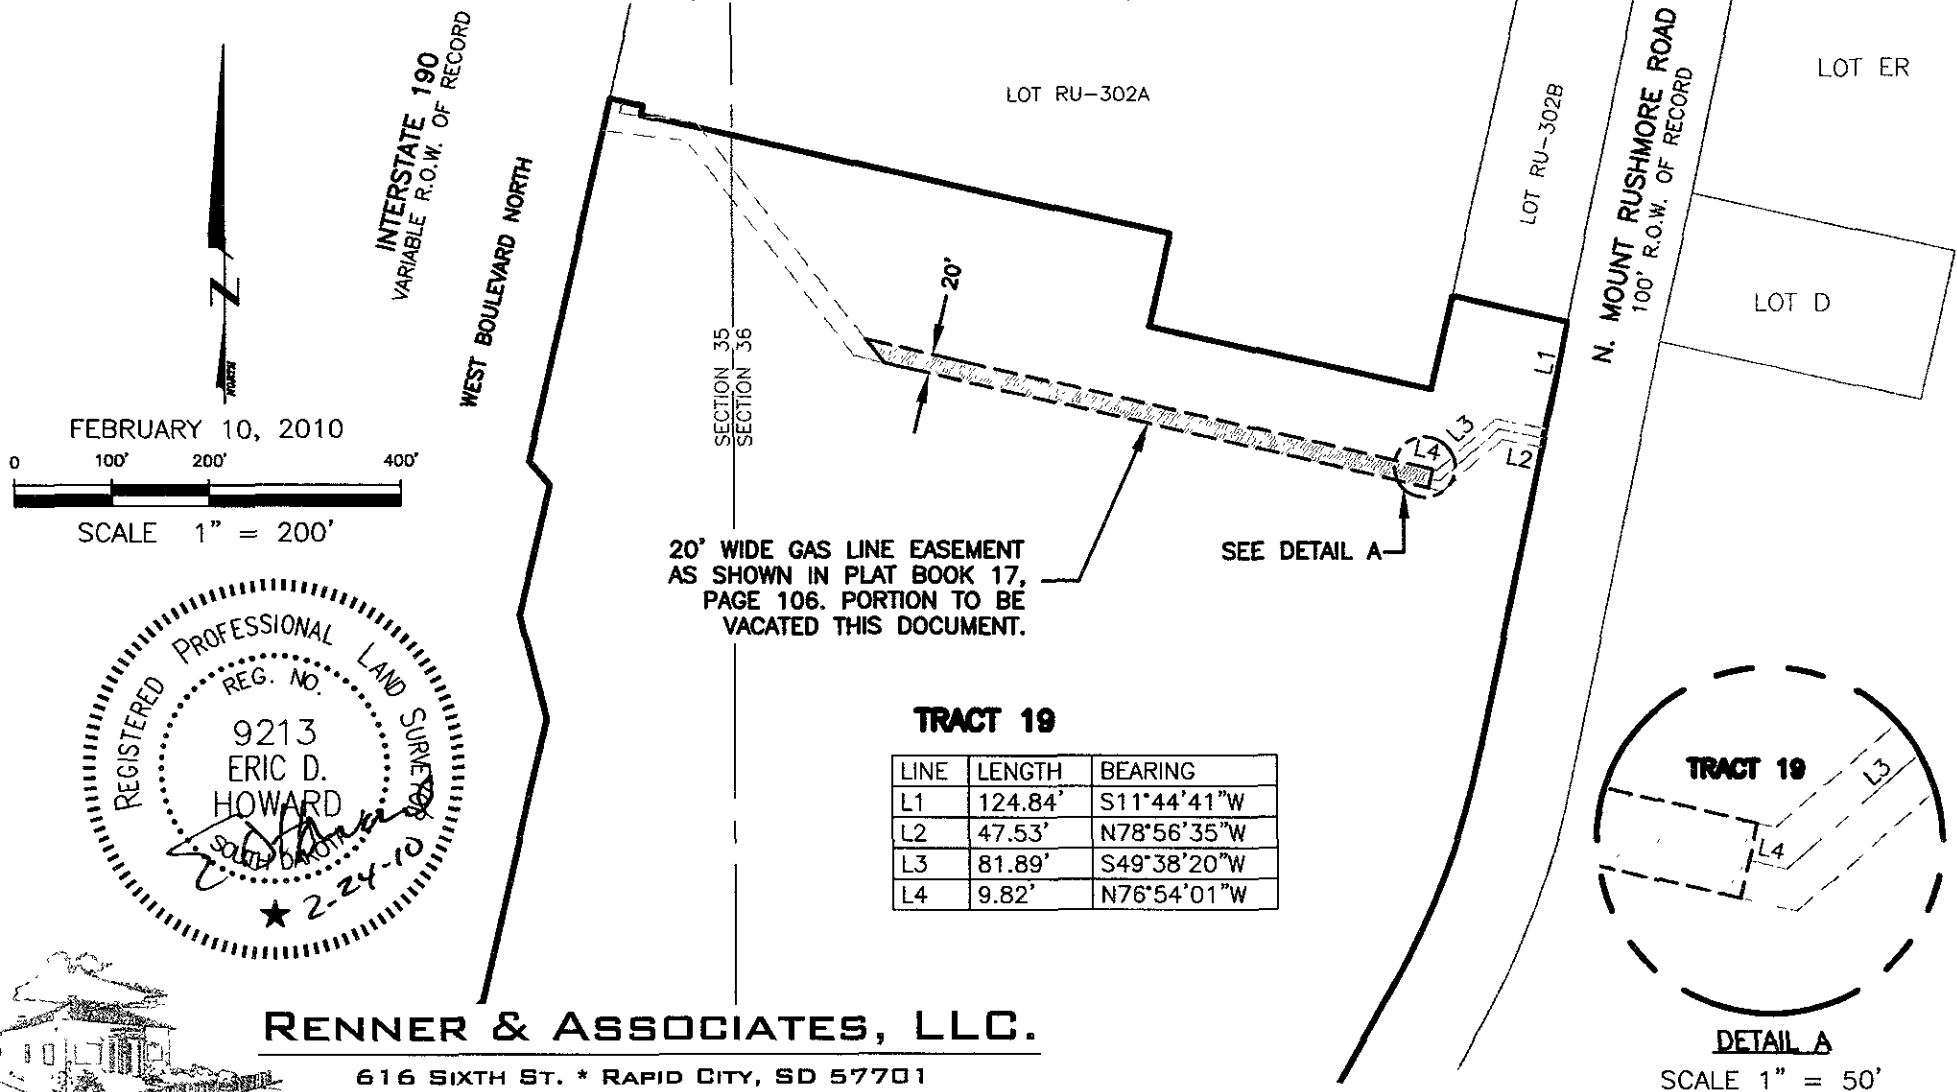 INTERSTATE 190
VARIABLE R.O.W. OF RECORD
WEST BOULEVARD NORTH
LOT RU-302A
LOT RU-302B
N. MOUNT RUSHMORE ROAD
100' R.O.W. OF RECORD
LOT ER
LOT D
N
NORTH
FEBRUARY 10, 2010
0 100' 200' 400'
SCALE 1" = 200'
SECTION 35
SECTION 36
20'
L1
L3
L4
L2
20' WIDE GAS LINE EASEMENT
AS SHOWN IN PLAT BOOK 17,
PAGE 106. PORTION TO BE
VACATED THIS DOCUMENT.
SEE DETAIL A
REGISTERED PROFESSIONAL LAND SURVEYOR
REG. NO.
9213
ERIC D.
HOWARD
SOUTH DAKOTA
2-24-10
TRACT 19
LINE LENGTH BEARING
L1 124.84' S11°44'41"W
L2 47.53' N78°56'35"W
L3 81.89' S49°38'20"W
L4 9.82' N76°54'01"W
TRACT 19
L3
L4
DETAIL A
SCALE 1" = 50'
RENNER & ASSOCIATES, LLC.
616 SIXTH ST. * RAPID CITY, SD 57701